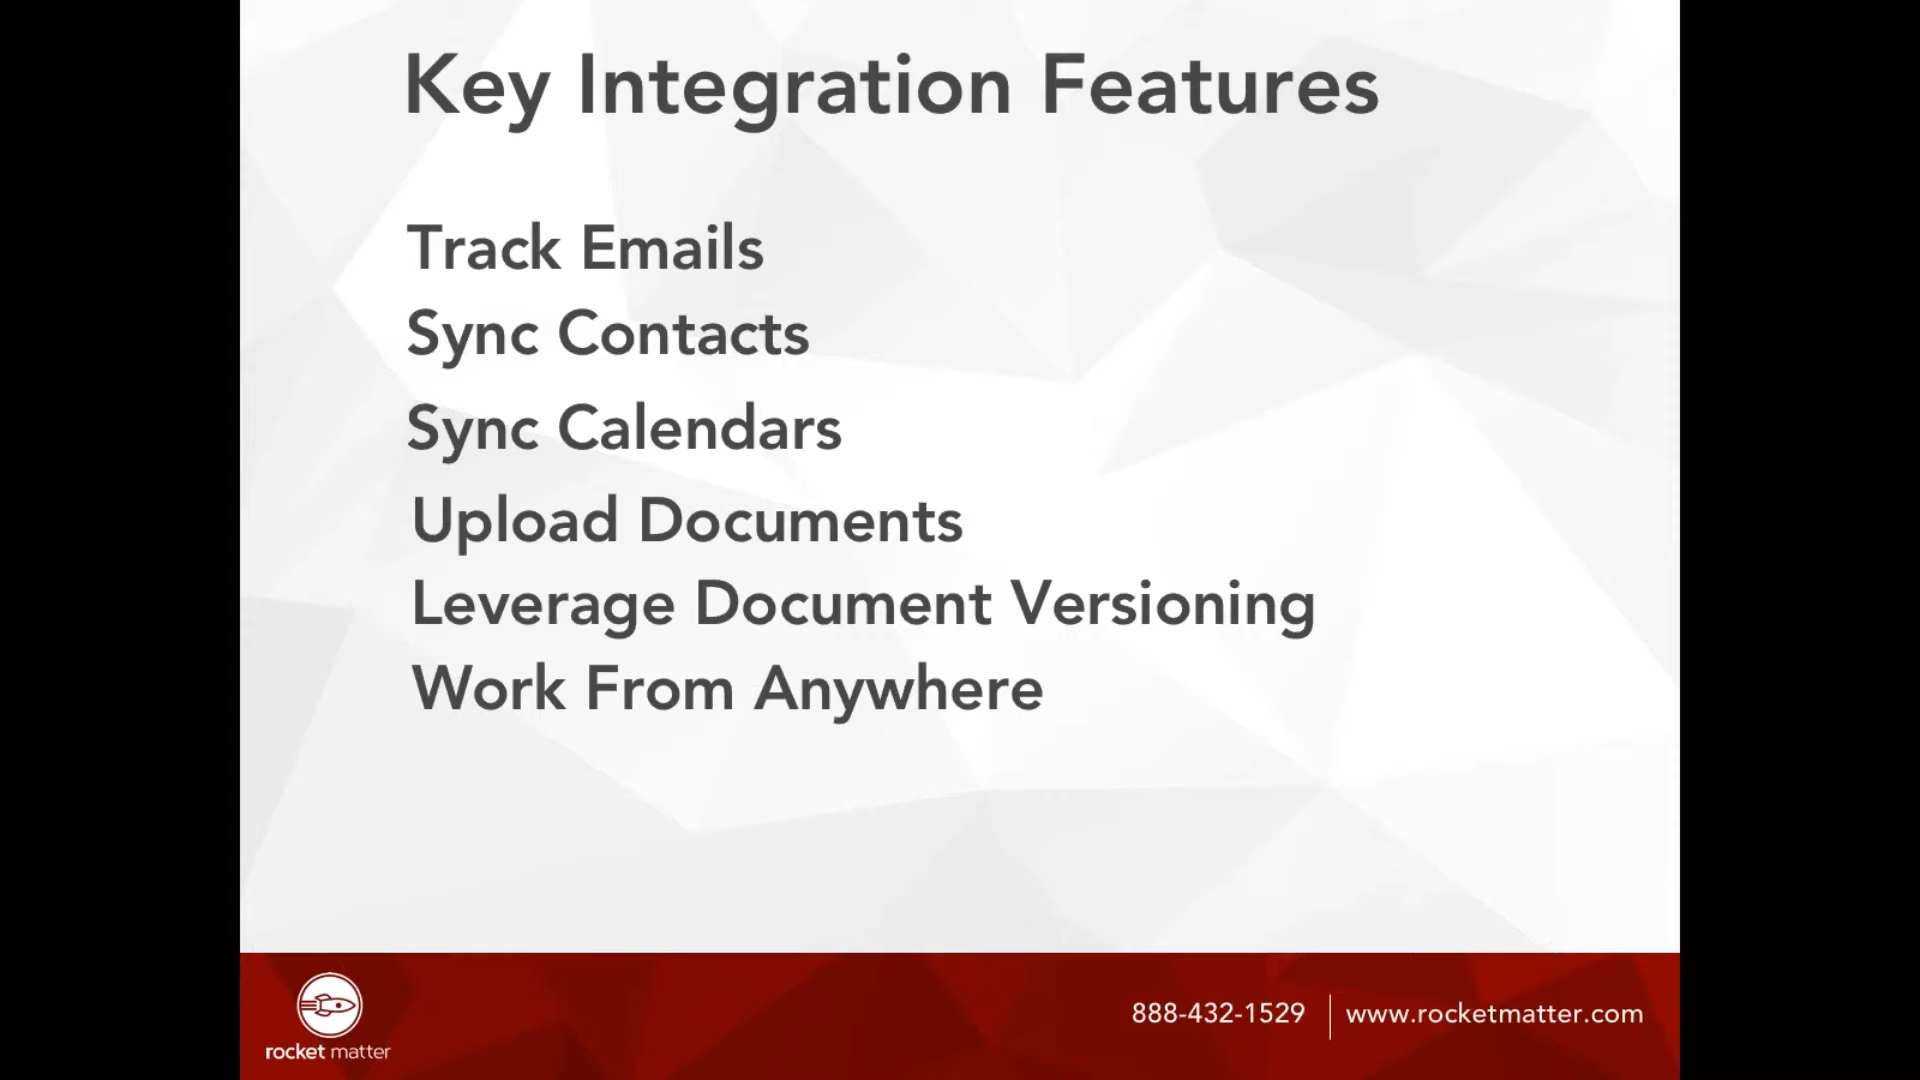 Key Integration Features
Track Emails
Sync Contacts
Sync Calendars
Upload Documents
Leverage Document Versioning
Work From Anywhere
rocket matter
888-432-1529
www.rocketmatter.com